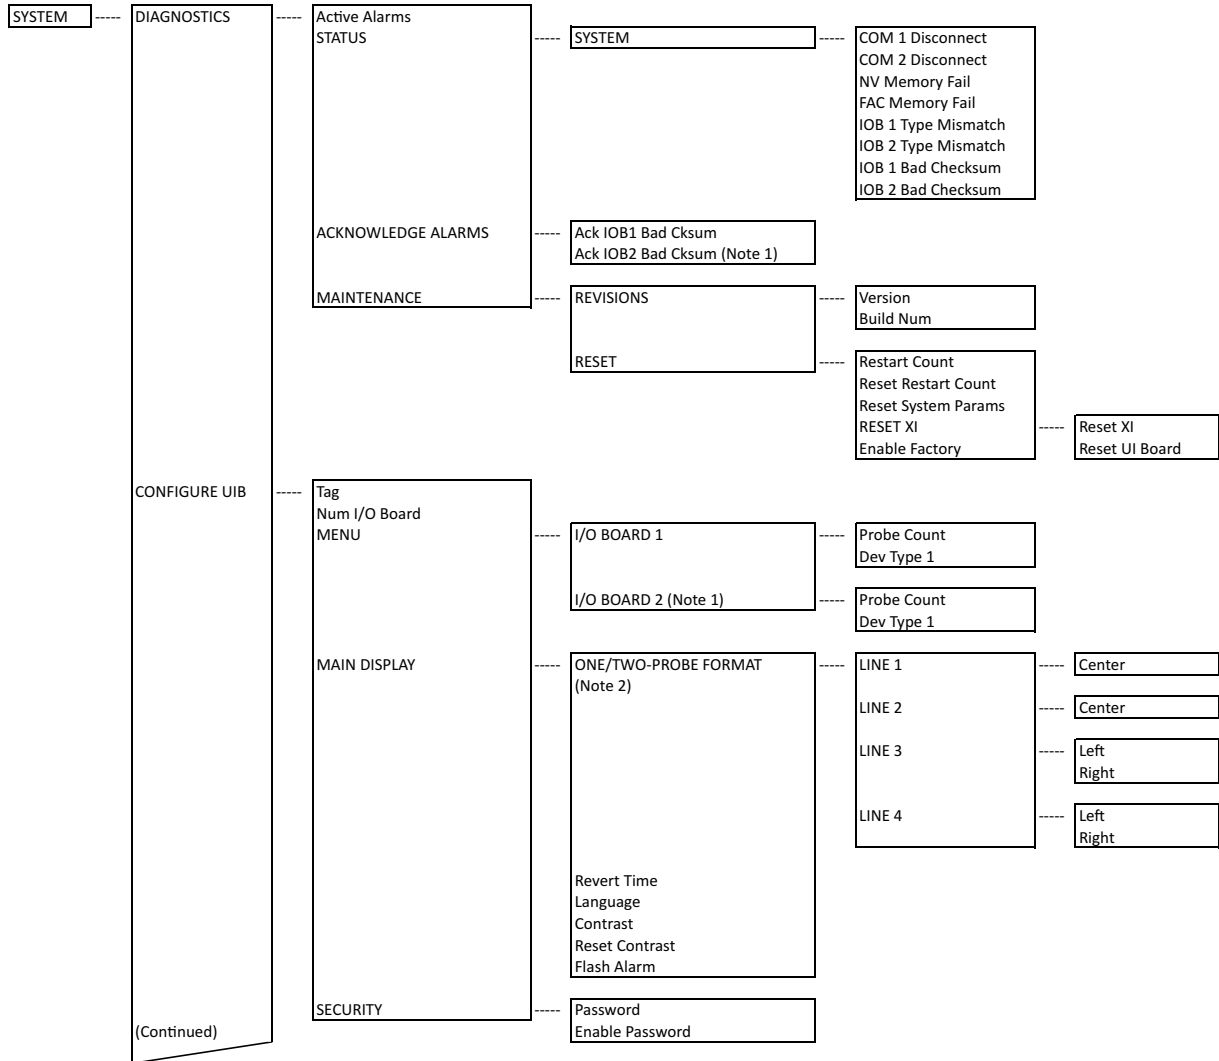 SYSTEM ----- DIAGNOSTICS ----- Active Alarms
STATUS ----- SYSTEM ----- COM 1 Disconnect
COM 2 Disconnect
NV Memory Fail
FAC Memory Fail
IOB 1 Type Mismatch
IOB 2 Type Mismatch
IOB 1 Bad Checksum
IOB 2 Bad Checksum
ACKNOWLEDGE ALARMS ----- Ack IOB1 Bad Cksum
Ack IOB2 Bad Cksum (Note 1)
MAINTENANCE ----- REVISIONS ----- Version
Build Num
RESET ----- Restart Count
Reset Restart Count
Reset System Params
RESET XI ----- Reset XI
Enable Factory Reset UI Board
CONFIGURE UIB ----- Tag
Num I/O Board
MENU ----- I/O BOARD 1 ----- Probe Count
Dev Type 1
I/O BOARD 2 (Note 1) ----- Probe Count
Dev Type 1
MAIN DISPLAY ----- ONE/TWO-PROBE FORMAT ----- LINE 1 ----- Center
(Note 2)
LINE 2 ----- Center
LINE 3 ----- Left
Right
LINE 4 ----- Left
Right
Revert Time
Language
Contrast
Reset Contrast
Flash Alarm
SECURITY ----- Password
(Continued) Enable Password